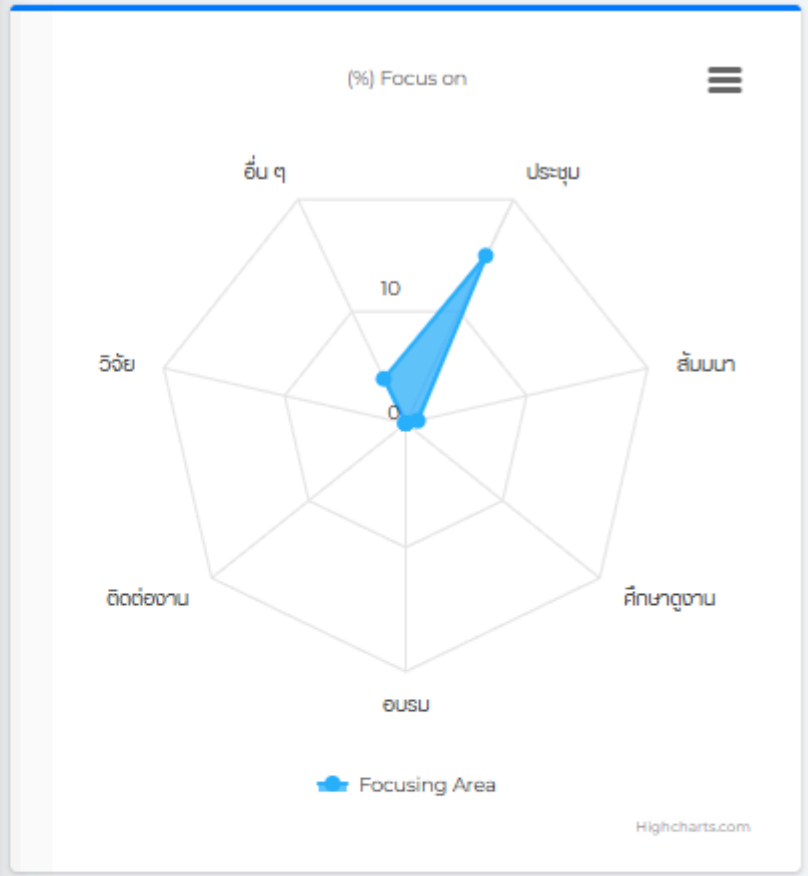 (%) Focus on
อื่น ๆ
ประชุม
10
วิจัย
สัมมนา
0
ติดต่องาน
ศึกษาดูงาน
อบรม
Focusing Area
Highcharts.com